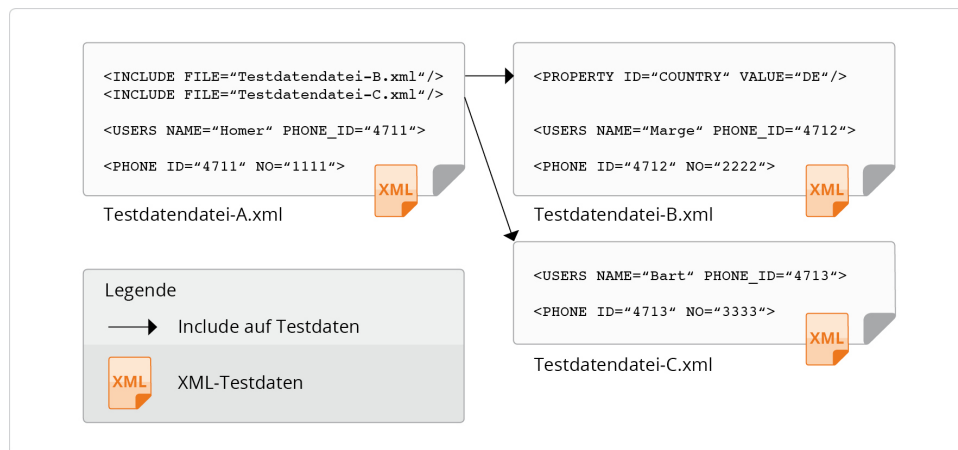 <INCLUDE FILE=“Testdatendatei-B.xml“/>
<INCLUDE FILE=“Testdatendatei-C.xml“/>
<USERS NAME=“Homer“ PHONE_ID=“4711“>
<PHONE ID=“4711“ NO=“1111“>
XML
Testdatendatei-A.xml
<PROPERTY ID=“COUNTRY“ VALUE=“DE“/>
<USERS NAME=“Marge“ PHONE_ID=“4712“>
<PHONE ID=“4712“ NO=“2222“>
XML
Testdatendatei-B.xml
<USERS NAME=“Bart“ PHONE_ID=“4713“>
<PHONE ID=“4713“ NO=“3333“>
XML
Testdatendatei-C.xml
Legende
Include auf Testdaten
XML
XML-Testdaten